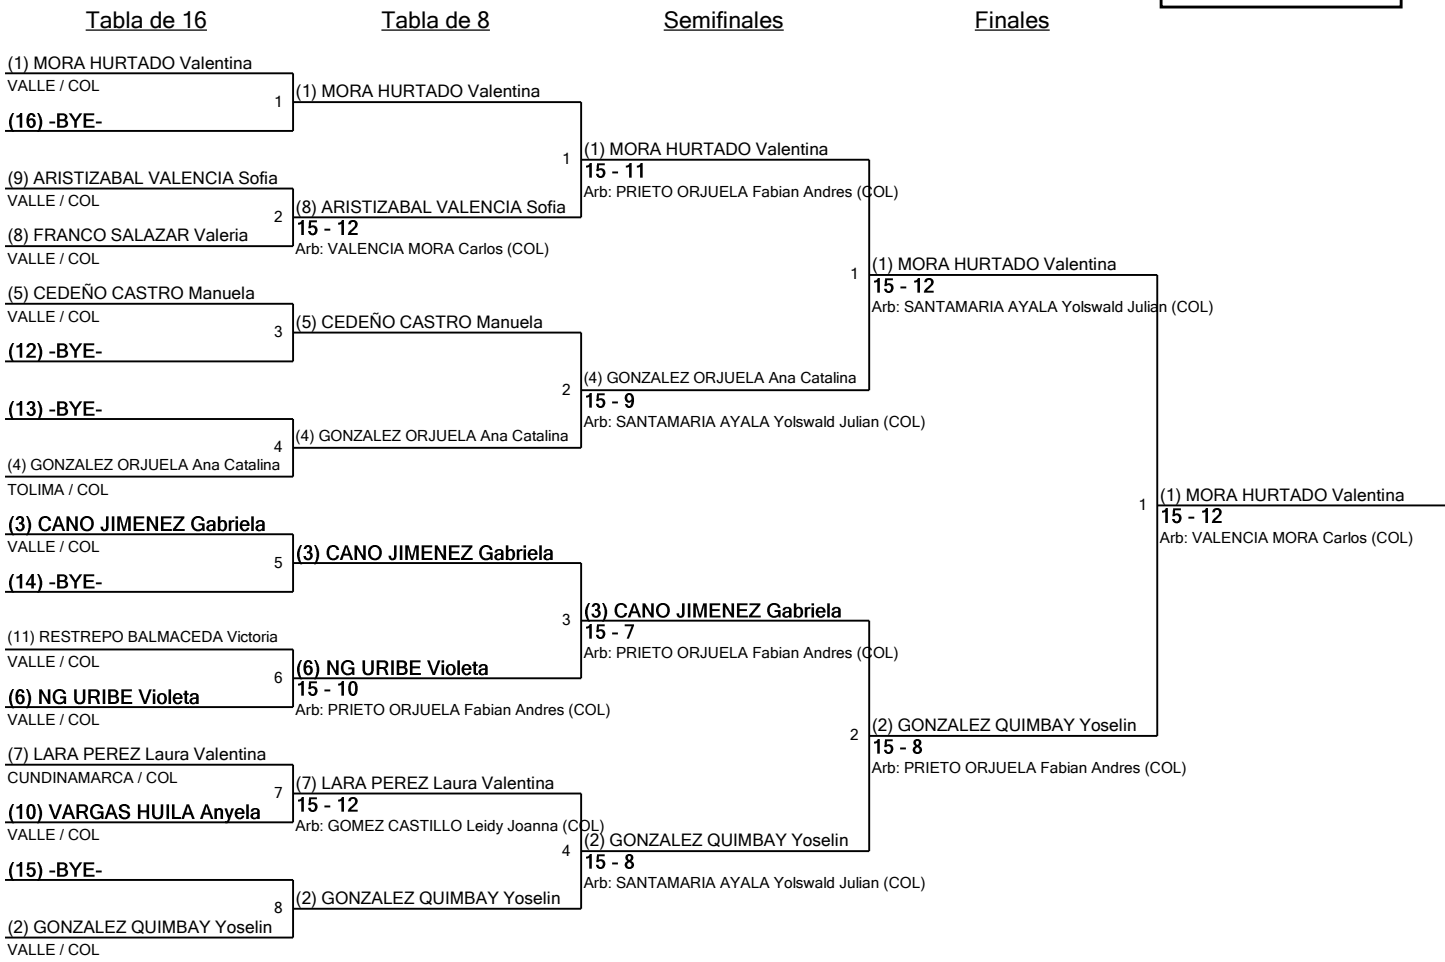 Tabla de 16
Tabla de 8
Semifinales
Finales
(1) MORA HURTADO Valentina
VALLE / COL
1
(16) -BYE-
(9) ARISTIZABAL VALENCIA Sofia
VALLE / COL
2
(8) FRANCO SALAZAR Valeria
VALLE / COL
(5) CEDEÑO CASTRO Manuela
VALLE / COL
3
(12) -BYE-
(13) -BYE-
4
(4) GONZALEZ ORJUELA Ana Catalina
TOLIMA / COL
(3) CANO JIMENEZ Gabriela
VALLE / COL
5
(14) -BYE-
(11) RESTREPO BALMACEDA Victoria
VALLE / COL
6
(6) NG URIBE Violeta
VALLE / COL
(7) LARA PEREZ Laura Valentina
CUNDINAMARCA / COL
7
(10) VARGAS HUILA Anyela
VALLE / COL
(15) -BYE-
8
(2) GONZALEZ QUIMBAY Yoselin
VALLE / COL
(1) MORA HURTADO Valentina
1
(8) ARISTIZABAL VALENCIA Sofia
15 - 12
Arb: VALENCIA MORA Carlos (COL)
(5) CEDEÑO CASTRO Manuela
2
(4) GONZALEZ ORJUELA Ana Catalina
(3) CANO JIMENEZ Gabriela
3
(6) NG URIBE Violeta
15 - 10
Arb: PRIETO ORJUELA Fabian Andres (COL)
(7) LARA PEREZ Laura Valentina
15 - 12
Arb: GOMEZ CASTILLO Leidy Joanna (COL)
4
(2) GONZALEZ QUIMBAY Yoselin
(1) MORA HURTADO Valentina
15 - 11
Arb: PRIETO ORJUELA Fabian Andres (COL)
1
(4) GONZALEZ ORJUELA Ana Catalina
15 - 9
Arb: SANTAMARIA AYALA Yolswald Julian (COL)
(3) CANO JIMENEZ Gabriela
15 - 7
Arb: PRIETO ORJUELA Fabian Andres (COL)
2
(2) GONZALEZ QUIMBAY Yoselin
15 - 8
Arb: SANTAMARIA AYALA Yolswald Julian (COL)
(1) MORA HURTADO Valentina
15 - 12
Arb: SANTAMARIA AYALA Yolswald Julian (COL)
1
(2) GONZALEZ QUIMBAY Yoselin
15 - 8
Arb: PRIETO ORJUELA Fabian Andres (COL)
(1) MORA HURTADO Valentina
15 - 12
Arb: VALENCIA MORA Carlos (COL)